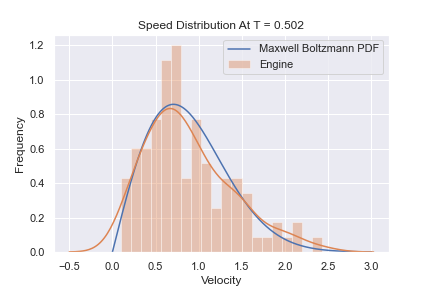 Speed Distribution At T = 0.502
Maxwell Boltzmann PDF
Engine
Frequency
1.2
1.0
0.8
0.6
0.4
0.2
0.0
−0.5 0.0 0.5 1.0 1.5 2.0 2.5 3.0
Velocity